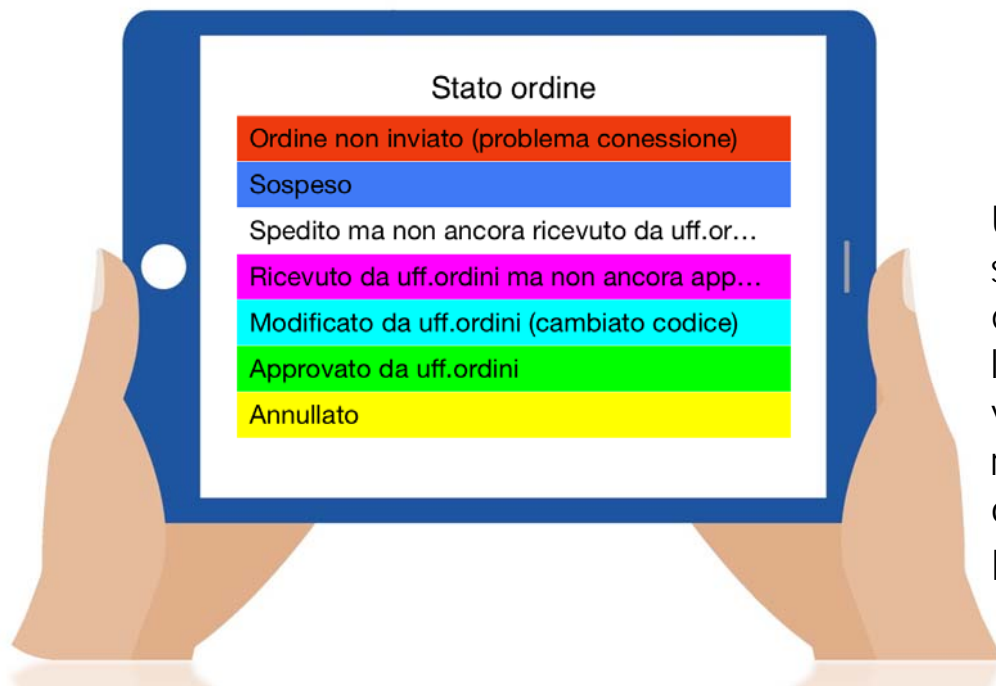 Stato ordine
Ordine non inviato (problema conessione)
Sospeso
Spedito ma non ancora ricevuto da uff.or…
Ricevuto da uff.ordini ma non ancora app…
Modificato da uff.ordini (cambiato codice)
Approvato da uff.ordini
Annullato